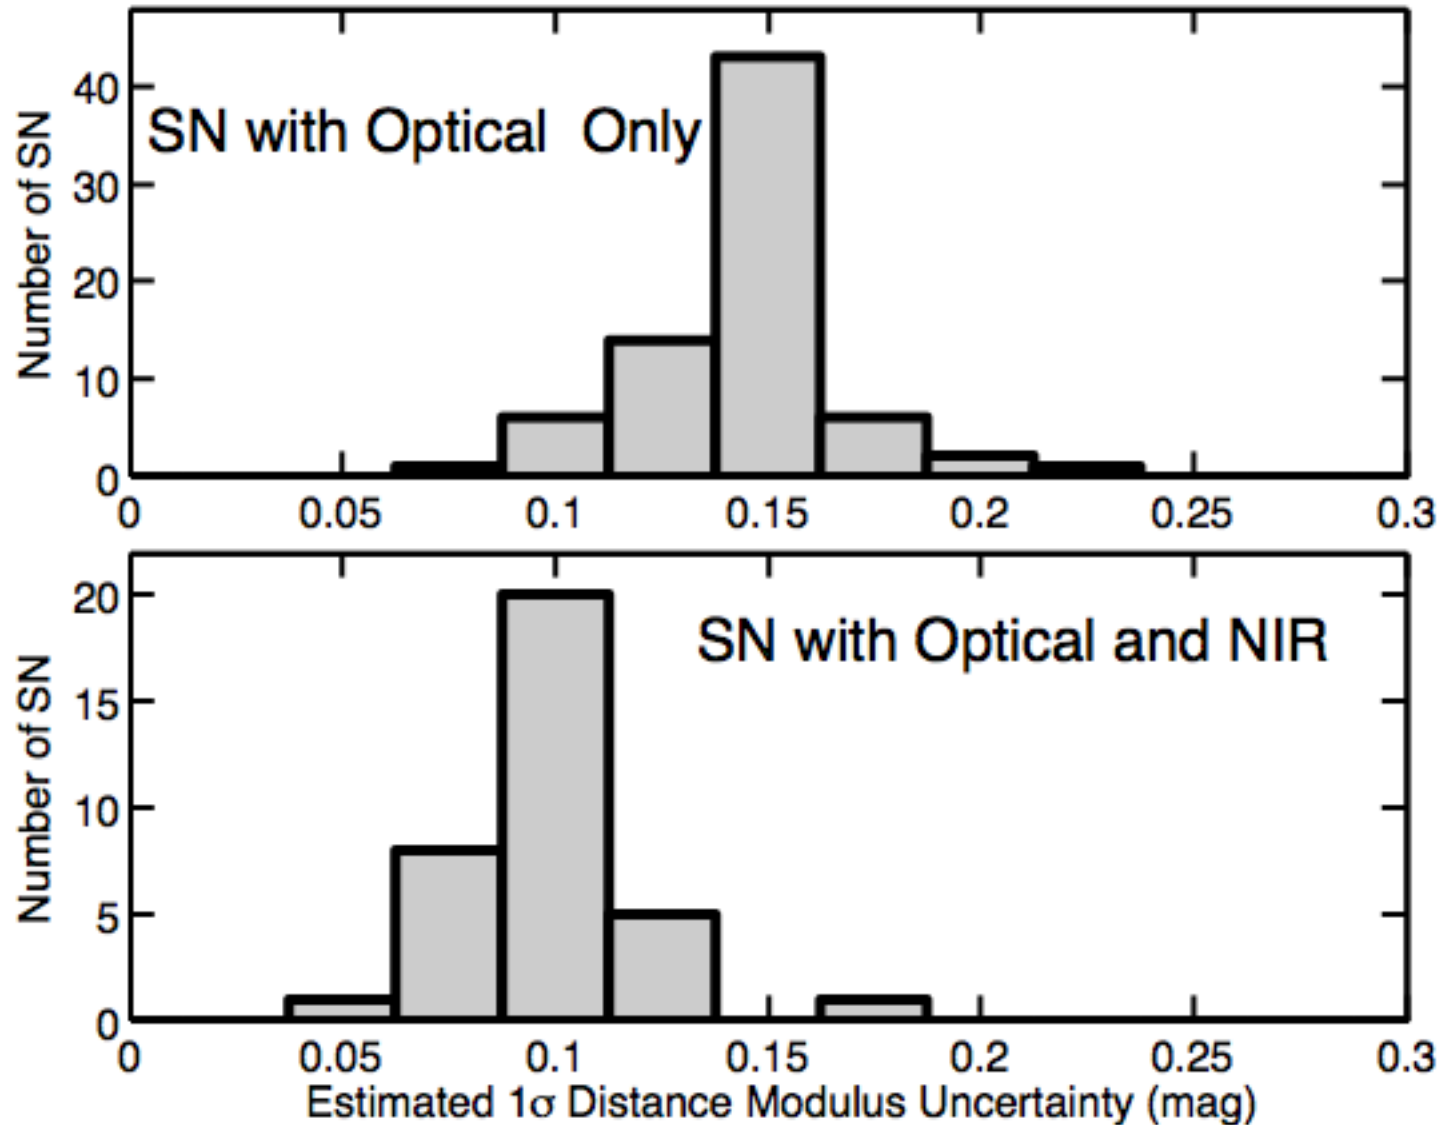 40
SN with Optical Only
30
20
10
0
Number of SN
0 0.05 0.1 0.15 0.2 0.25 0.3
20
SN with Optical and NIR
15
10
5
0
Number of SN
0 0.05 0.1 0.15 0.2 0.25 0.3
Estimated 1σ Distance Modulus Uncertainty (mag)